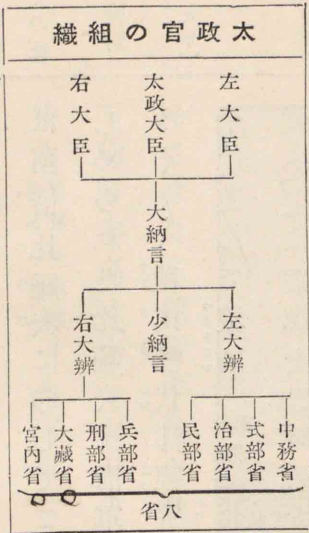 太政官の組織
左大臣
太政大臣
右大臣
大納言
左大辨
少納言
右大辨
中務省
式部省
治部省
民部省
兵部省
刑部省
大藏省
宮內省
八省